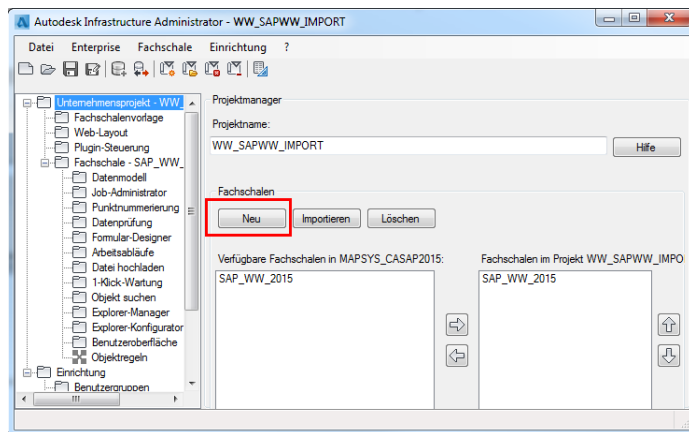 Autodesk Infrastructure Administrator - WW_SAPWW_IMPORT
Datei Enterprise Fachschale Einrichtung ?
Unternehmensprojekt - WW_
Fachschalenvorlage
Web-Layout
Plugin-Steuerung
Fachschale - SAP_WW_
Datenmodell
Job-Administrator
Punktnummerierung
Datenprüfung
Formular-Designer
Arbeitsabläufe
Datei hochladen
1-Klick-Wartung
Objekt suchen
Explorer-Manager
Explorer-Konfigurator
Benutzeroberfläche
Objektregeln
Einrichtung
Benutzergruppen
Projektmanager
Projektname:
WW_SAPWW_IMPORT
Hilfe
Fachschalen
Neu Importieren Löschen
Verfügbare Fachschalen in MAPSYS_CASAP2015:
SAP_WW_2015
Fachschalen im Projekt WW_SAPWW_IMPO
SAP_WW_2015